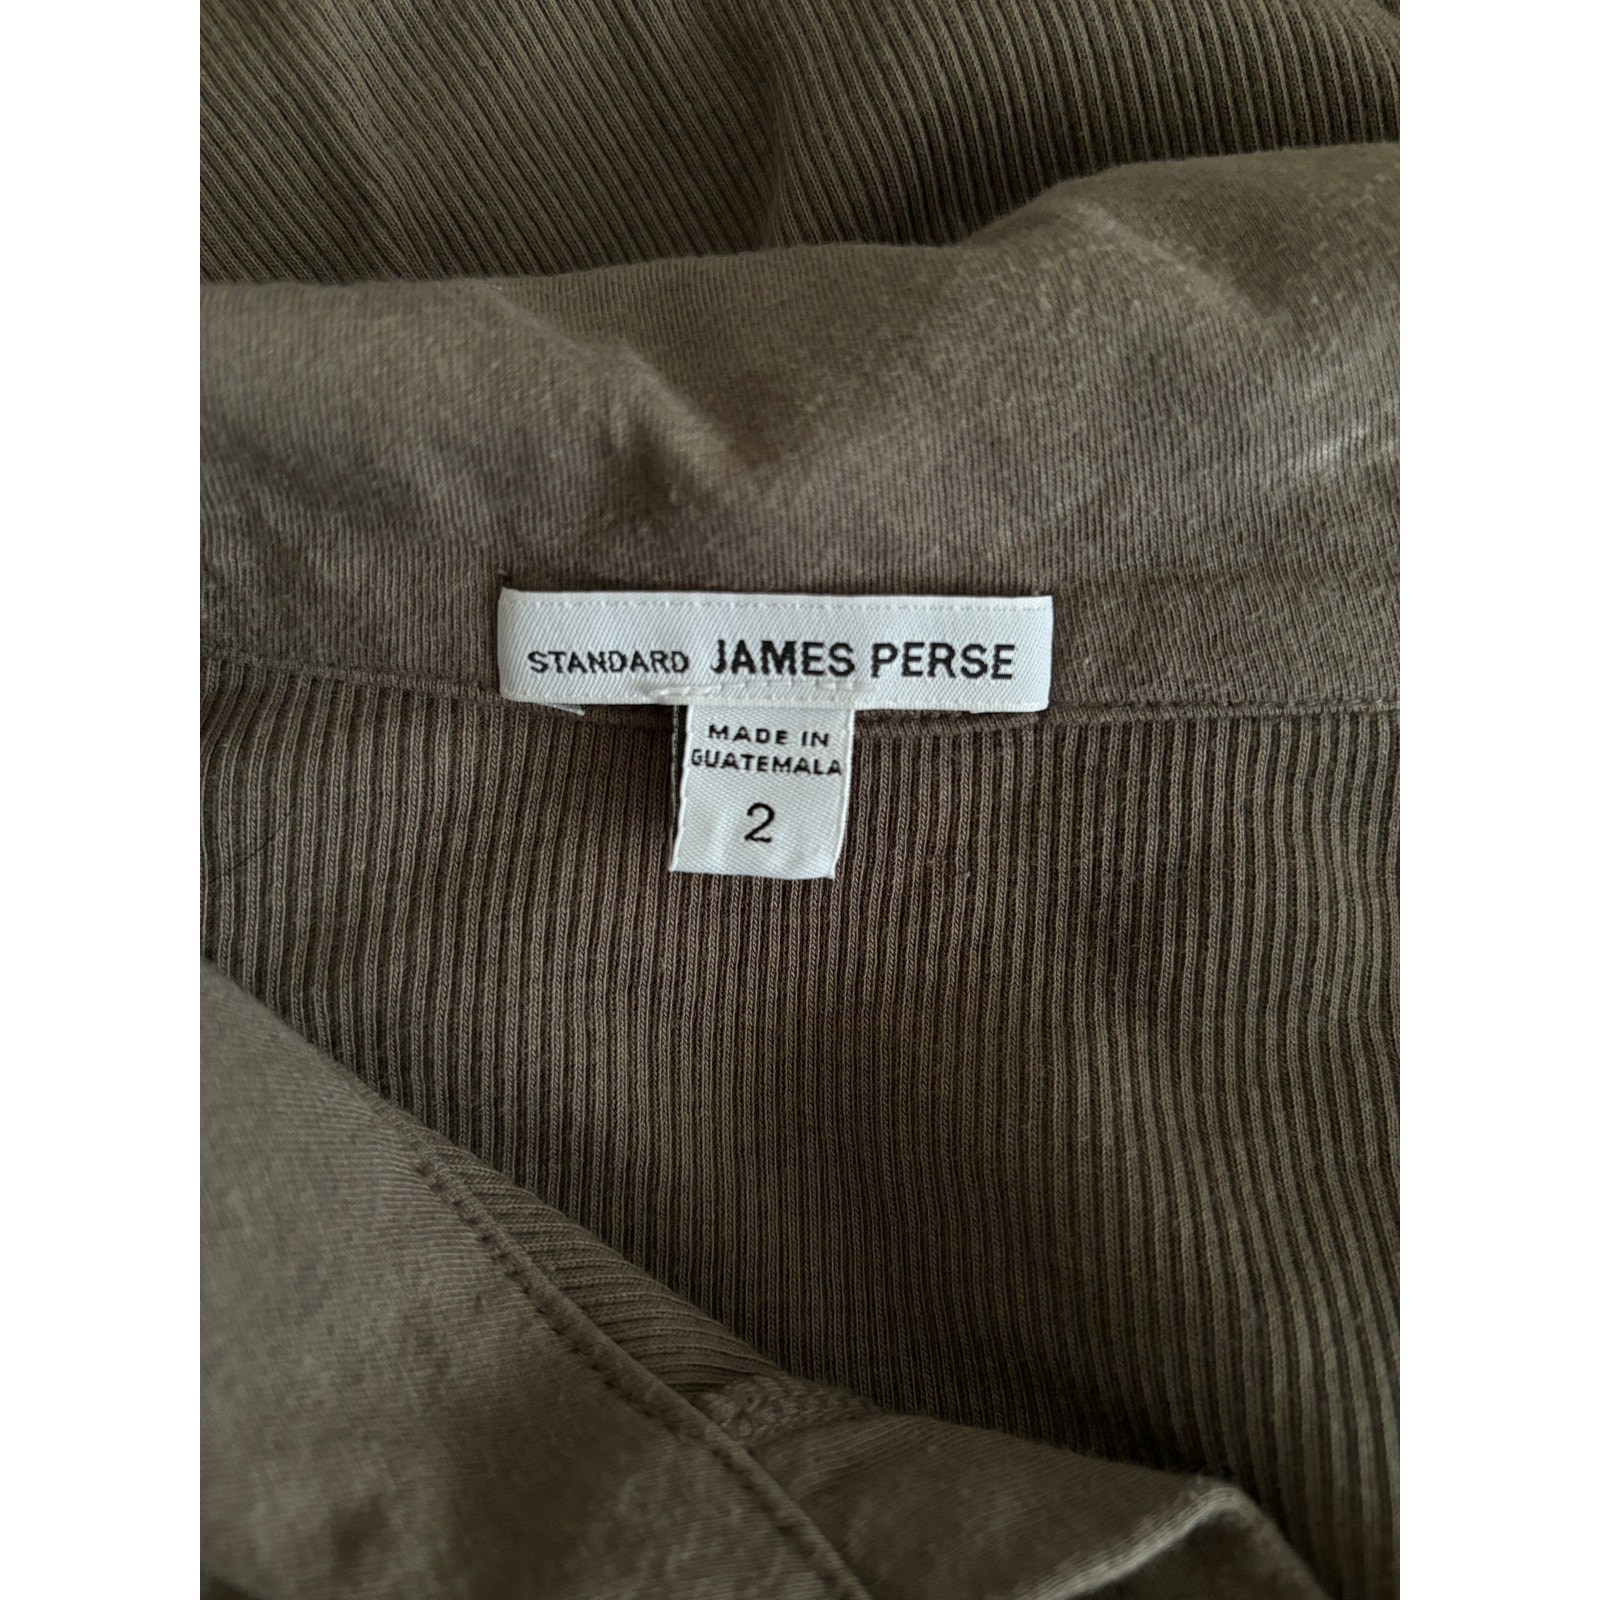 STANDARD JAMES PERSE
MADE IN
GUATEMALA
2